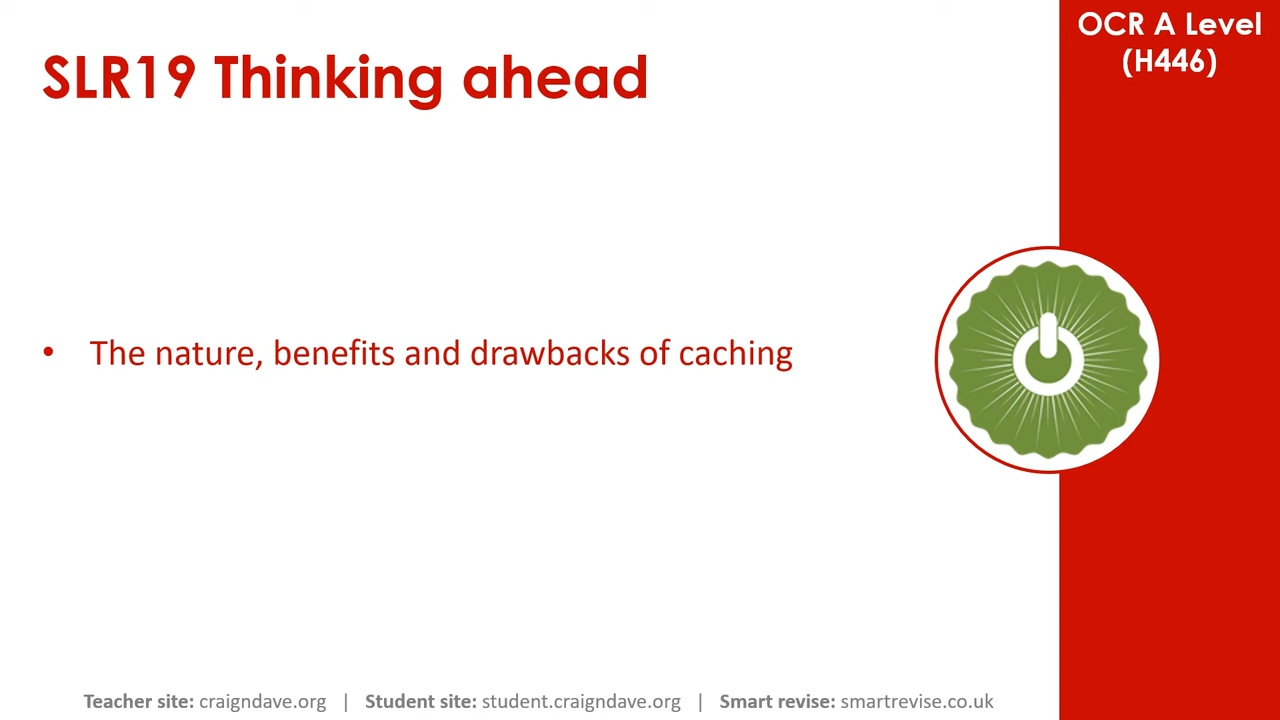 OCR A Level
(H446)
SLR19 Thinking ahead
• The nature, benefits and drawbacks of caching
Teacher site: craigndave.org | Student site: student.craigndave.org | Smart revise: smartrevise.co.uk